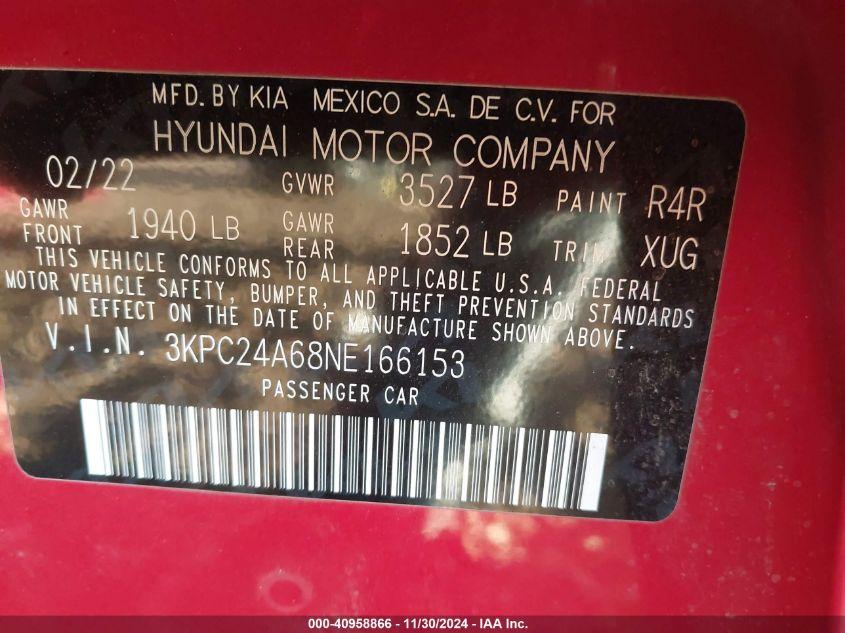 MFD. BY KIA MEXICO S.A. DE C.V. FOR
HYUNDAI MOTOR COMPANY
02/22 GVWR 3527 LB PAINT R4R
GAWR FRONT 1940 LB GAWR REAR 1852 LB TRIM XUG
THIS VEHICLE CONFORMS TO ALL APPLICABLE U.S.A. FEDERAL
MOTOR VEHICLE SAFETY, BUMPER, AND THEFT PREVENTION STANDARDS
IN EFFECT ON THE DATE OF MANUFACTURE SHOWN ABOVE.
V.I.N. 3KPC24A68NE166153
PASSENGER CAR
000-40958866 - 11/30/2024 - IAA Inc.